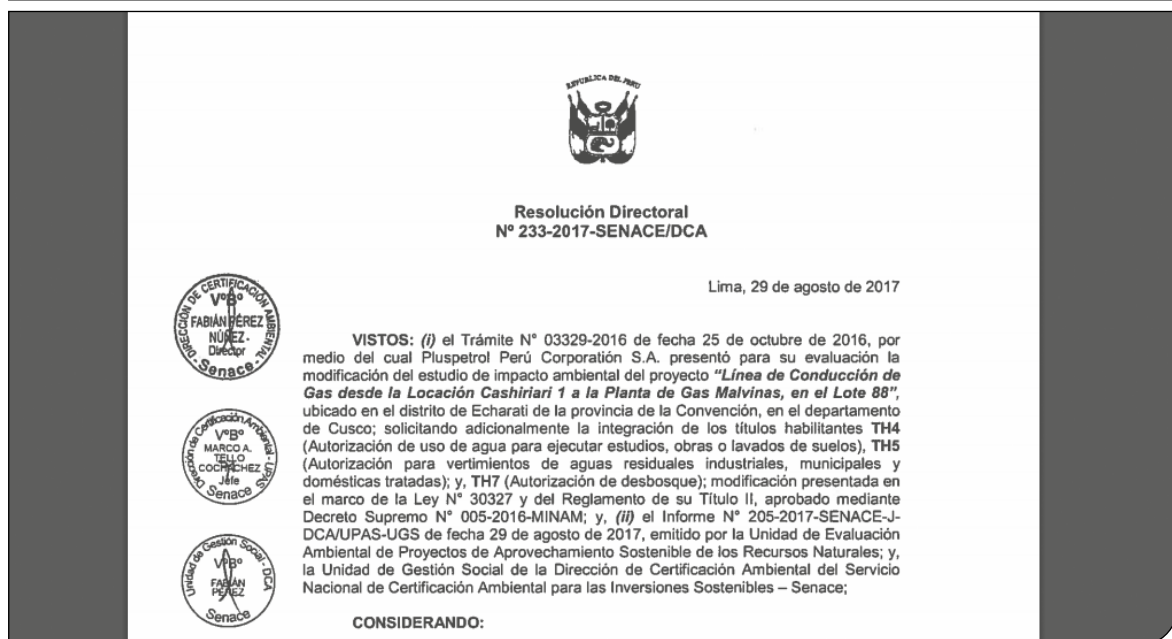 REPUBLICA DEL PERU
Resolución Directoral
Nº 233-2017-SENACE/DCA
Lima, 29 de agosto de 2017
DIRECCIÓN DE CERTIFICACIÓN AMBIENTAL
VºBº
FABIÁN PÉREZ
NÚÑEZ-
Director
Senace
VISTOS: (i) el Trámite N° 03329-2016 de fecha 25 de octubre de 2016, por
medio del cual Pluspetrol Perú Corporatión S.A. presentó para su evaluación la
modificación del estudio de impacto ambiental del proyecto "Línea de Conducción de
Gas desde la Locación Cashiriari 1 a la Planta de Gas Malvinas, en el Lote 88",
ubicado en el distrito de Echarati de la provincia de la Convención, en el departamento
de Cusco; solicitando adicionalmente la integración de los títulos habilitantes TH4
(Autorización de uso de agua para ejecutar estudios, obras o lavados de suelos), TH5
(Autorización para vertimientos de aguas residuales industriales, municipales y
domésticas tratadas); y, TH7 (Autorización de desbosque); modificación presentada en
el marco de la Ley N° 30327 y del Reglamento de su Título II, aprobado mediante
Decreto Supremo N° 005-2016-MINAM; y, (ii) el Informe N° 205-2017-SENACE-J-
DCA/UPAS-UGS de fecha 29 de agosto de 2017, emitido por la Unidad de Evaluación
Ambiental de Proyectos de Aprovechamiento Sostenible de los Recursos Naturales; y,
la Unidad de Gestión Social de la Dirección de Certificación Ambiental del Servicio
Nacional de Certificación Ambiental para las Inversiones Sostenibles – Senace;
Dirección de Certificación Ambiental - UPAS
VºBº
MARCO A.
TELLO
COCHACHEZ
Jefe
Senace
Unidad de Gestión Social - DCA
VºBº
FABIÁN
PÉREZ
Senace
CONSIDERANDO: